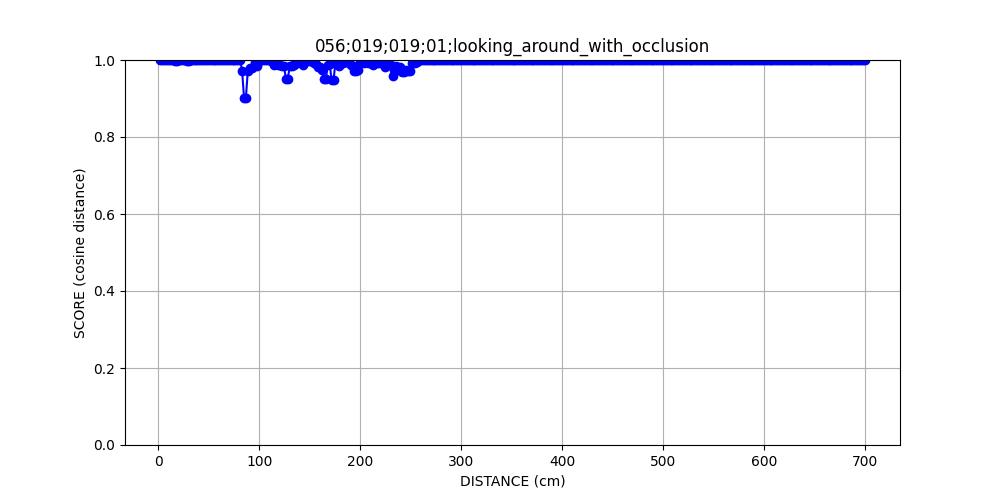 056;019;019;01;looking_around_with_occlusion
1.0
0.8
0.6
0.4
0.2
0.0
SCORE (cosine distance)
0 100 200 300 400 500 600 700
DISTANCE (cm)